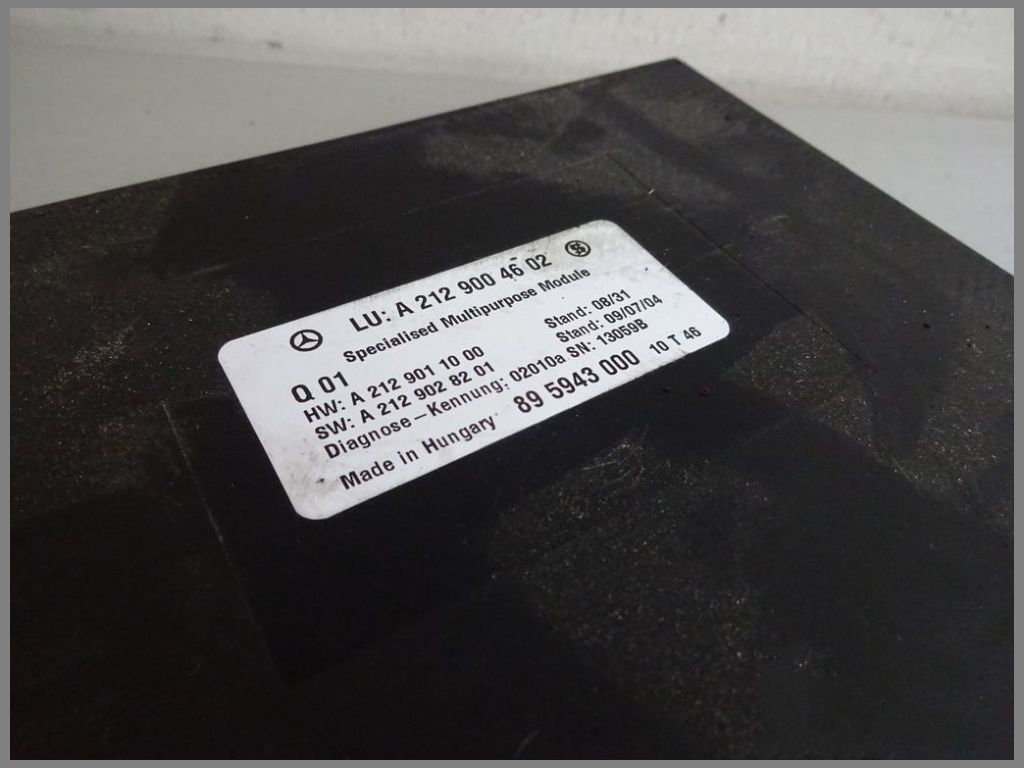 LU: A 212 900 46 02
Specialised Multipurpose Module
Q 01
HW: A 212 901 10 00 Stand: 08/31
SW: A 212 902 82 01 Stand: 09/07/04
Diagnose-Kennung: 02010a SN: 13059B
Made in Hungary 89 5943 000 10 T 46